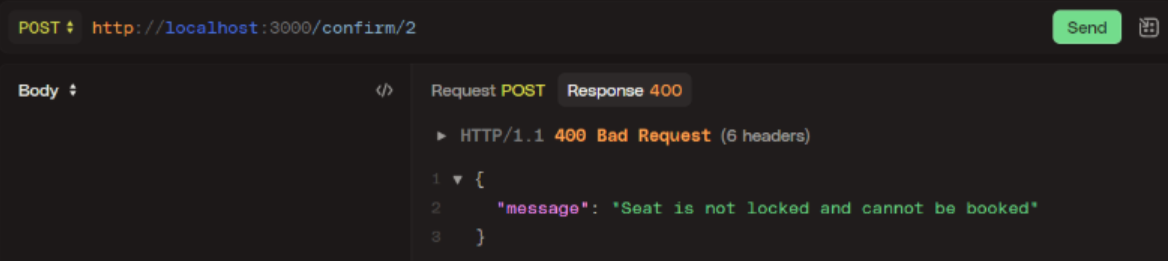 POST http://localhost:3000/confirm/2 Send
Body </> Request POST Response 400
HTTP/1.1 400 Bad Request (6 headers)
1 {
2 "message": "Seat is not locked and cannot be booked"
3 }